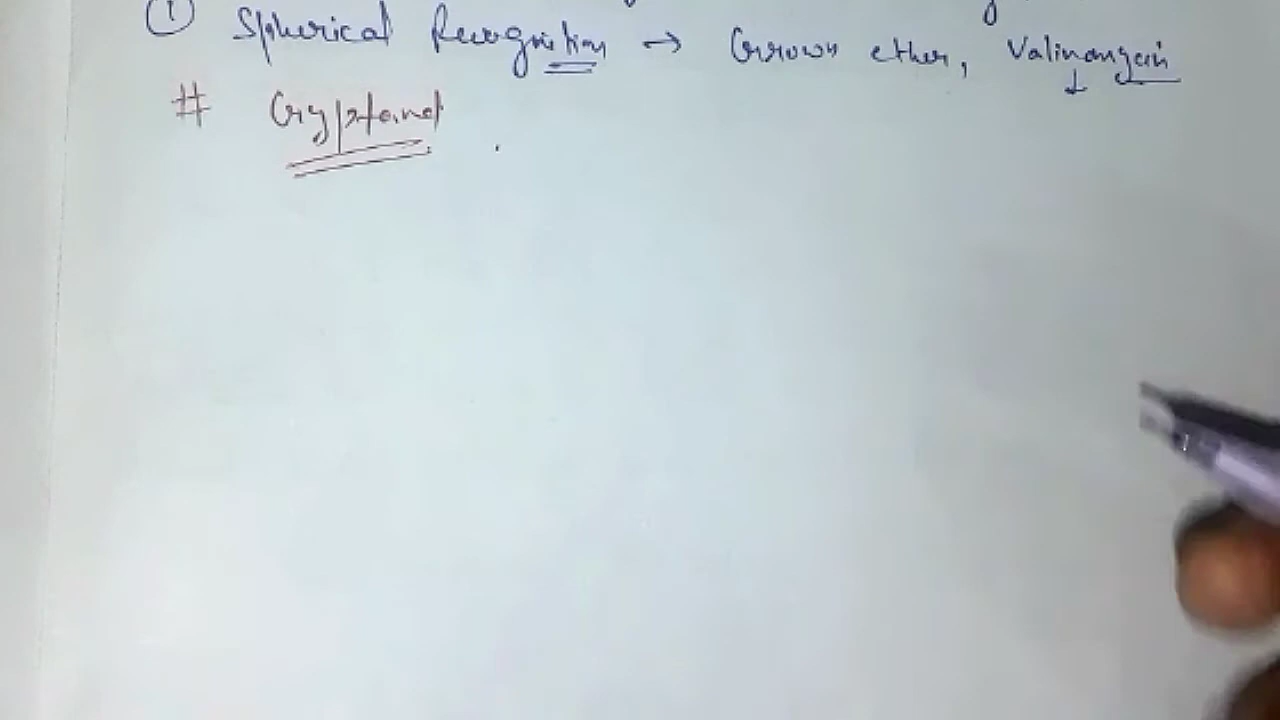 ① Spherical Recognition → Crown ether, Valinomycin
↓
# Cryptand